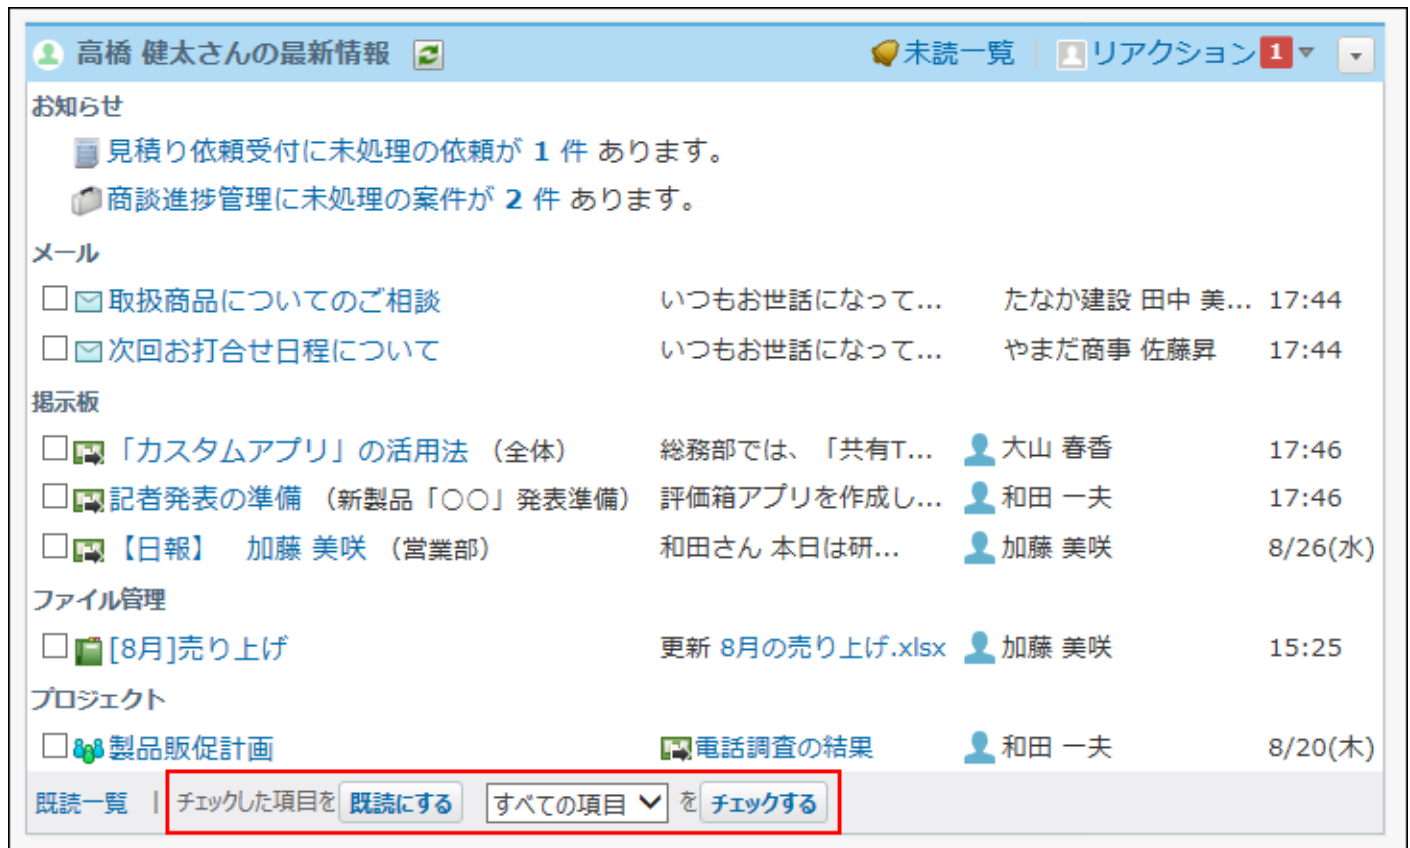 高橋 健太さんの最新情報 未読一覧 リアクション 1
お知らせ
見積り依頼受付に未処理の依頼が 1 件 あります。
商談進捗管理に未処理の案件が 2 件 あります。
メール
取扱商品についてのご相談 いつもお世話になって... たなか建設 田中 美... 17:44
次回お打合せ日程について いつもお世話になって... やまだ商事 佐藤昇 17:44
掲示板
「カスタムアプリ」の活用法 （全体） 総務部では、「共有T... 大山 春香 17:46
記者発表の準備 （新製品「○○」発表準備） 評価箱アプリを作成し... 和田 一夫 17:46
【日報】 加藤 美咲 （営業部） 和田さん 本日は研... 加藤 美咲 8/26(水)
ファイル管理
[8月]売り上げ 更新 8月の売り上げ.xlsx 加藤 美咲 15:25
プロジェクト
製品販促計画 電話調査の結果 和田 一夫 8/20(木)
既読一覧 | チェックした項目を 既読にする すべての項目 を チェックする